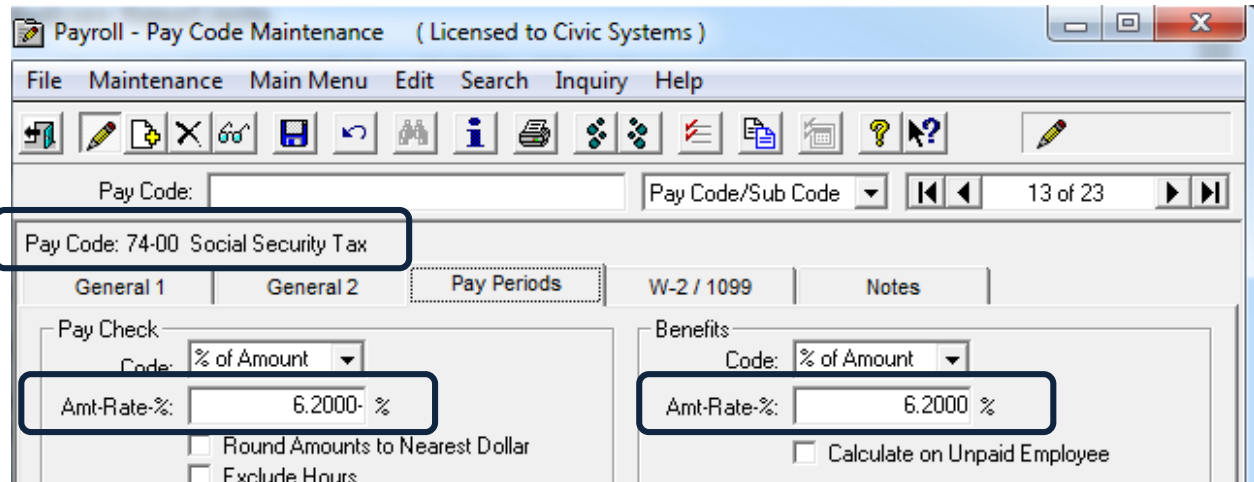 Payroll - Pay Code Maintenance ( Licensed to Civic Systems )
File Maintenance Main Menu Edit Search Inquiry Help
Pay Code: Pay Code/Sub Code 13 of 23
Pay Code: 74-00 Social Security Tax
General 1 General 2 Pay Periods W-2 / 1099 Notes
Pay Check Benefits
Code: % of Amount Code: % of Amount
Amt-Rate-%: 6.2000- % Amt-Rate-%: 6.2000 %
Round Amounts to Nearest Dollar Calculate on Unpaid Employee
Exclude Hours